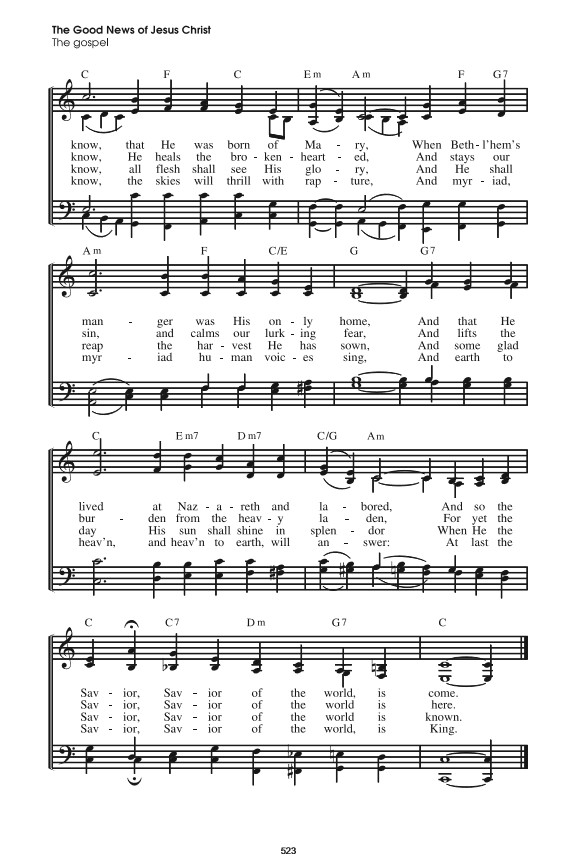 The Good News of Jesus Christ
The gospel
C F C Em Am F G7
know, that He was born of Ma - ry, When Beth - l'hem's
know, He heals the bro - ken - heart - ed, And stays our
know, all flesh shall see His glo - ry, And He shall
know, the skies will thrill with rap - ture, And myr - iad,
Am F C/E G G7
man - ger was His on - ly home, And that He
sin, and calms our lurk - ing fear, And lifts the
reap the har - vest He has sown, And some glad
myr - iad hu - man voic - es sing, And earth to
C Em7 Dm7 C/G Am
lived at Naz - a - reth and la - bored, And so the
bur - den from the heav - y la - den, For yet the
day His sun shall shine in splen - dor When He the
heav'n, and heav'n to earth, will an - swer: At last the
C C7 Dm G7 C
Sav - ior, Sav - ior of the world, is come.
Sav - ior, Sav - ior of the world is here.
Sav - ior, Sav - ior of the world is known.
Sav - ior, Sav - ior of the world, is King.
523